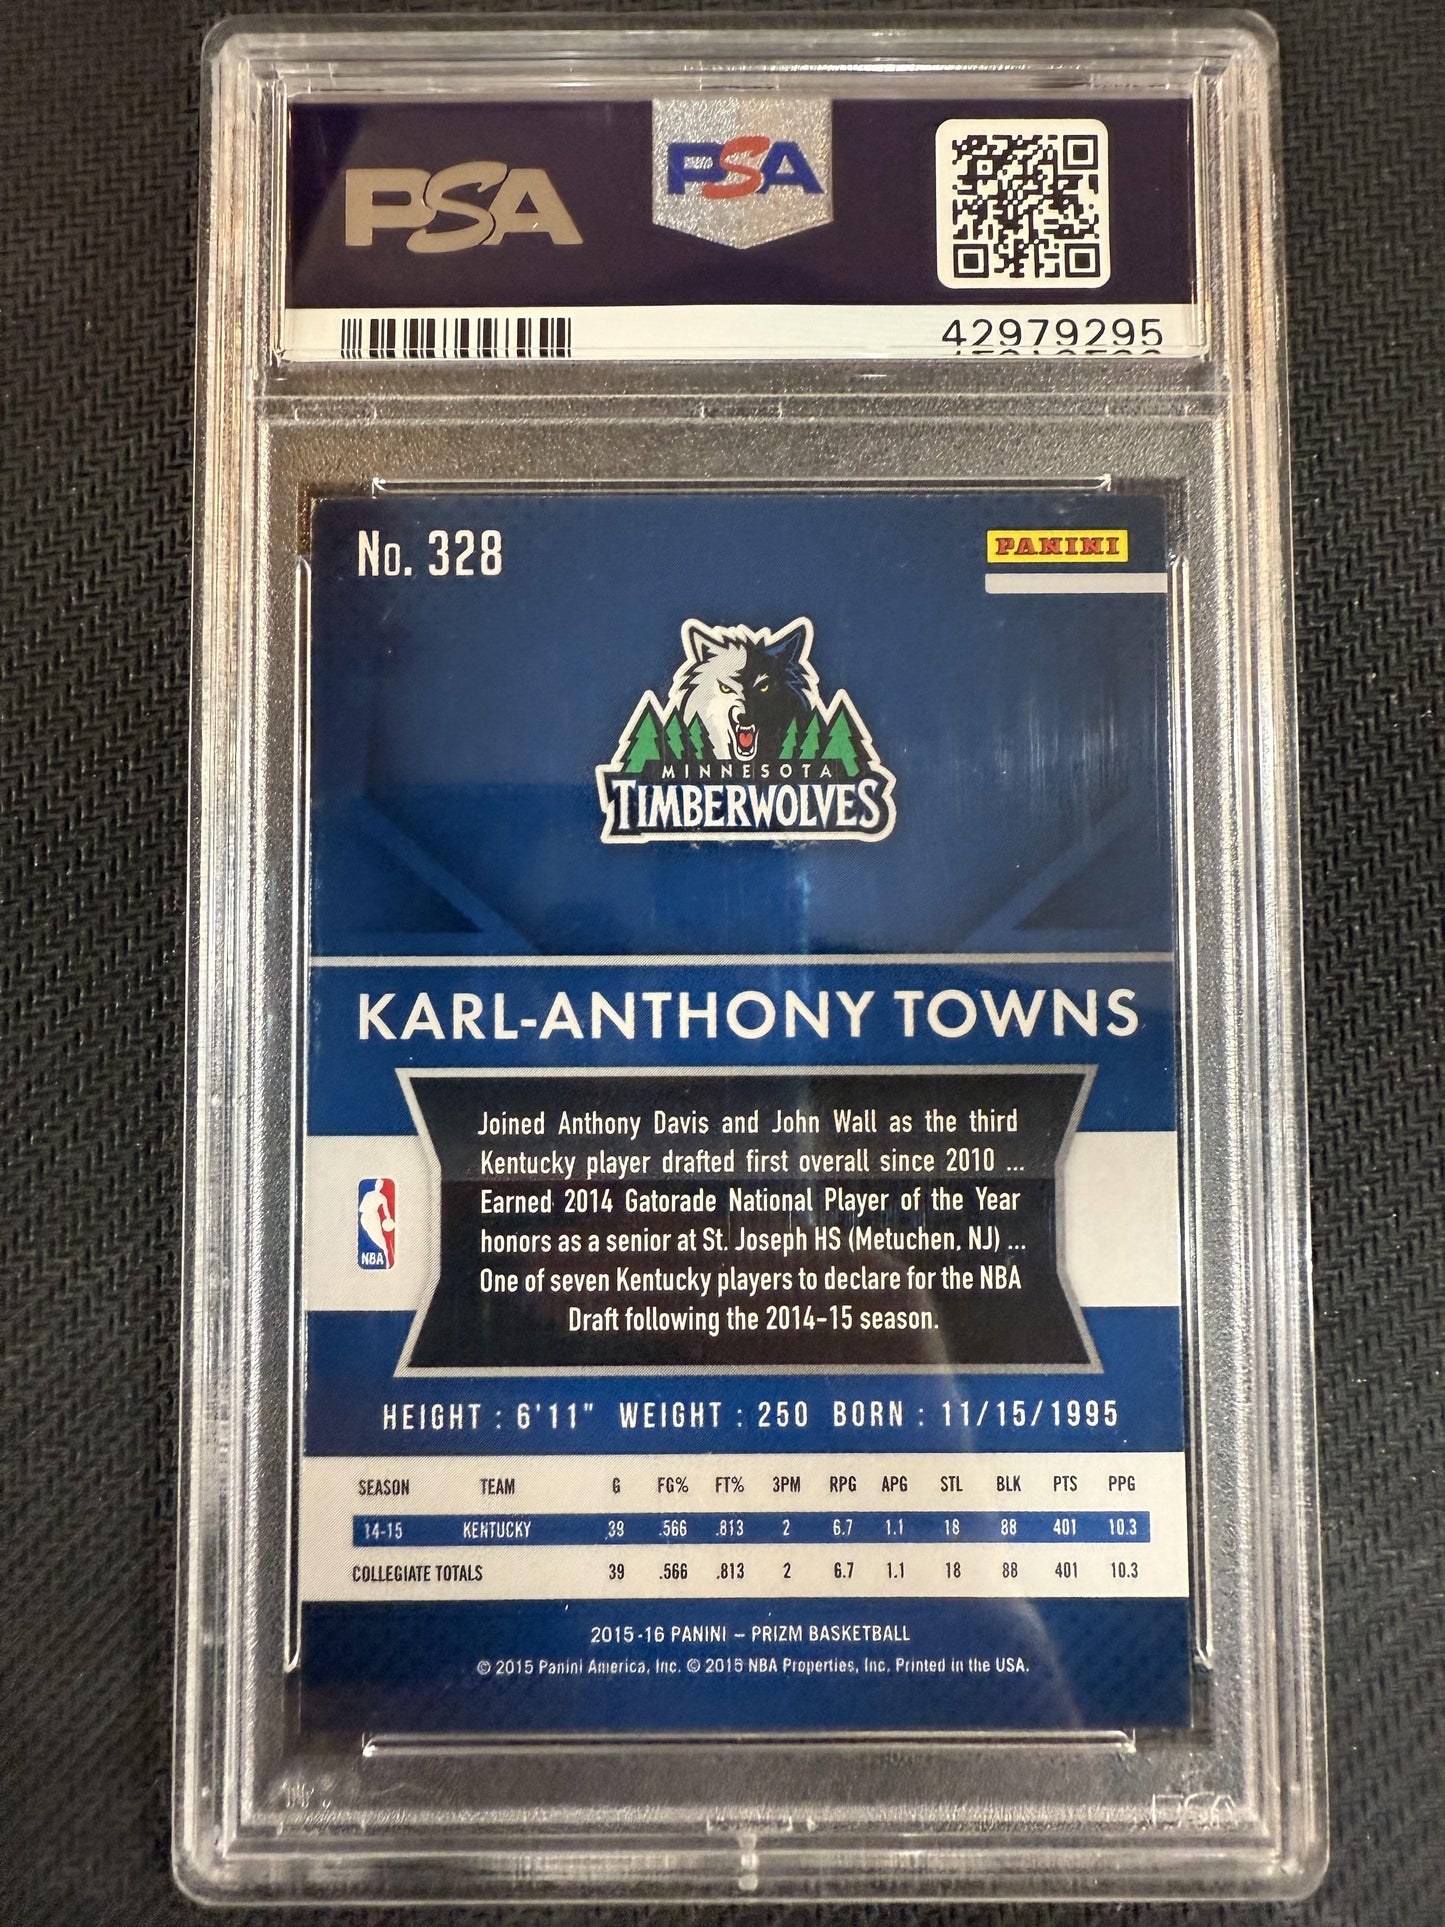 PSA
PSA
42979295
No. 328
PANINI
MINNESOTA
TIMBERWOLVES
KARL-ANTHONY TOWNS
Joined Anthony Davis and John Wall as the third
Kentucky player drafted first overall since 2010 ...
Earned 2014 Gatorade National Player of the Year
honors as a senior at St. Joseph HS (Metuchen, NJ) ...
One of seven Kentucky players to declare for the NBA
Draft following the 2014-15 season.
NBA
HEIGHT : 6'11" WEIGHT : 250 BORN : 11/15/1995
SEASON TEAM G FG% FT% 3PM RPG APG STL BLK PTS PPG
14-15 KENTUCKY 39 .566 .813 2 6.7 1.1 18 88 401 10.3
COLLEGIATE TOTALS 39 .566 .813 2 6.7 1.1 18 88 401 10.3
2015-16 PANINI – PRIZM BASKETBALL
© 2015 Panini America, Inc. © 2015 NBA Properties, Inc. Printed in the USA.
PSA